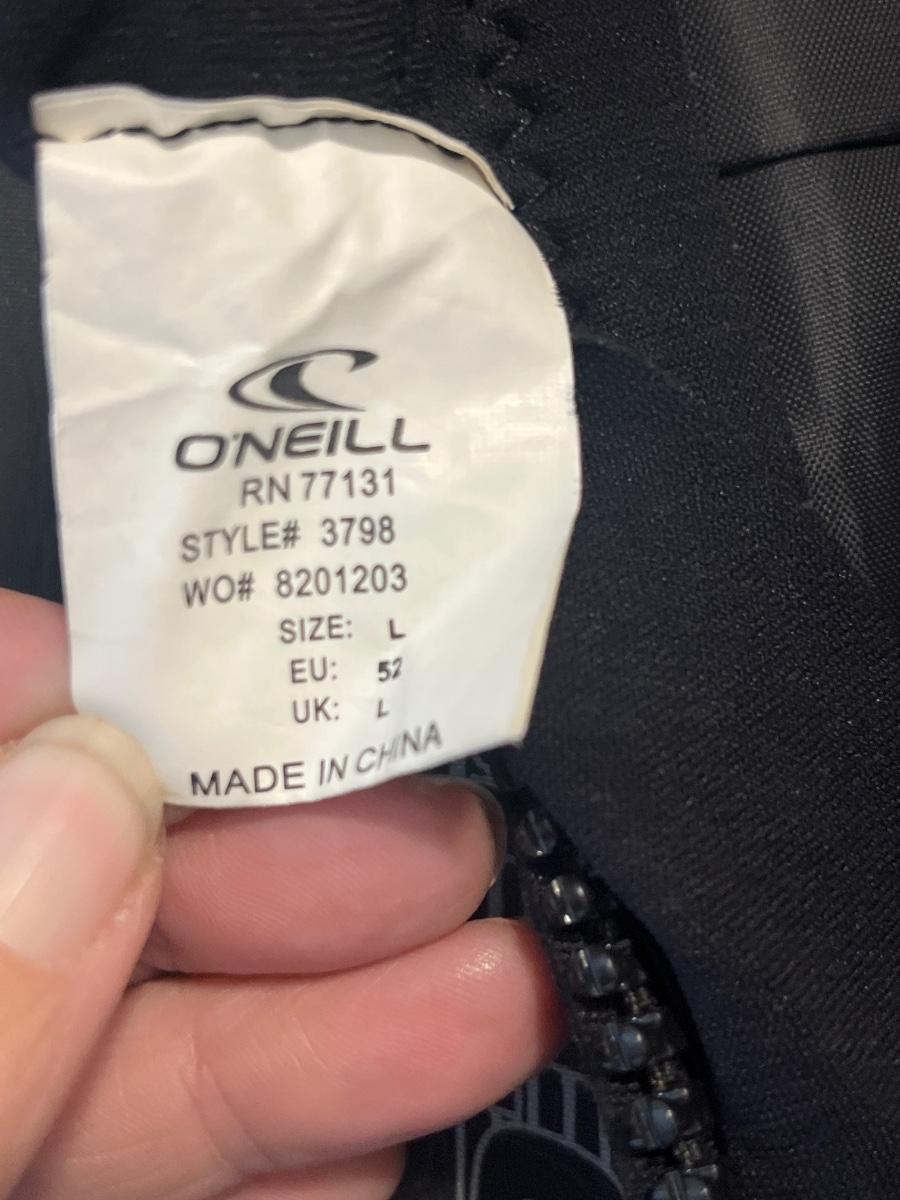 O'NEILL
RN 77131
STYLE# 3798
WO# 8201203
SIZE: L
EU: 52
UK: L
MADE IN CHINA